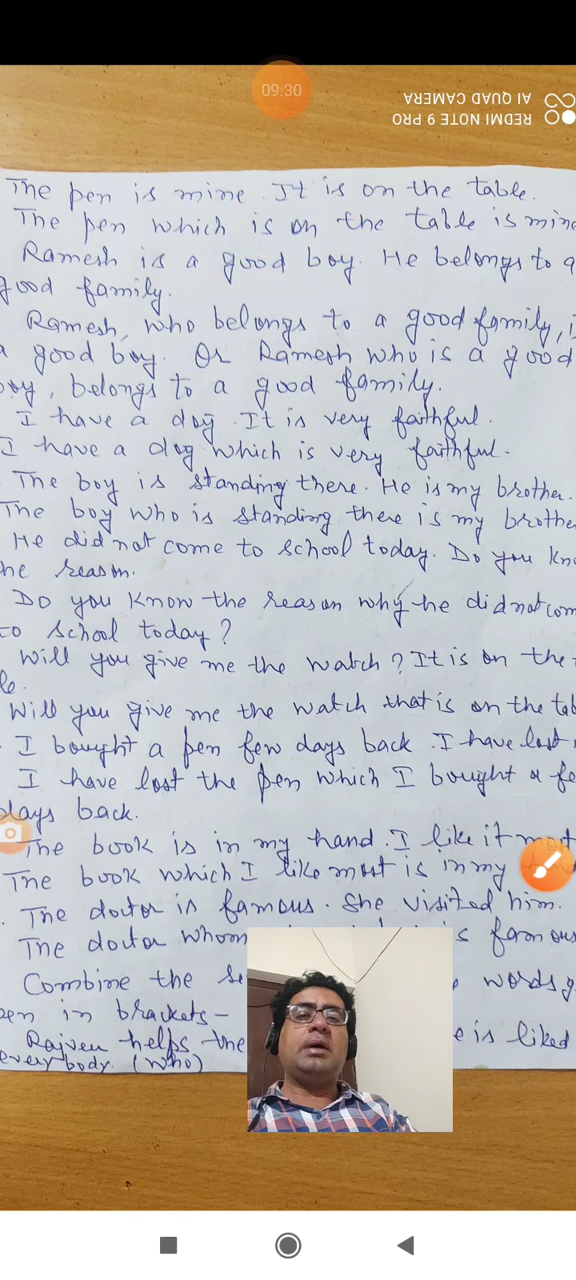 09:30
REDMI NOTE 9 PRO
AI QUAD CAMERA
The pen is mine. It is on the table.
The pen which is on the table is mine
Ramesh is a good boy. He belongs to a
good family.
Ramesh, who belongs to a good family, i
a good boy. Or Ramesh who is a good
boy, belongs to a good family.
I have a dog. It is very faithful.
I have a dog which is very faithful.
The boy is standing there. He is my brother.
The boy who is standing there is my brother
He did not come to school today. Do you kno
he reason.
Do you know the reason why he did not com
to school today?
Will you give me the watch? It is on the
le.
Will you give me the watch that is on the tab
I bought a pen few days back. I have lost
I have lost the pen which I bought a fe
days back.
The book is in my hand. I like it most
The book which I like most is in my
The doctor is famous. She visited him.
The doctor whom is famous
Combine the se words g
en in brackets-
Rajeev helps the e is liked
every body. (who)